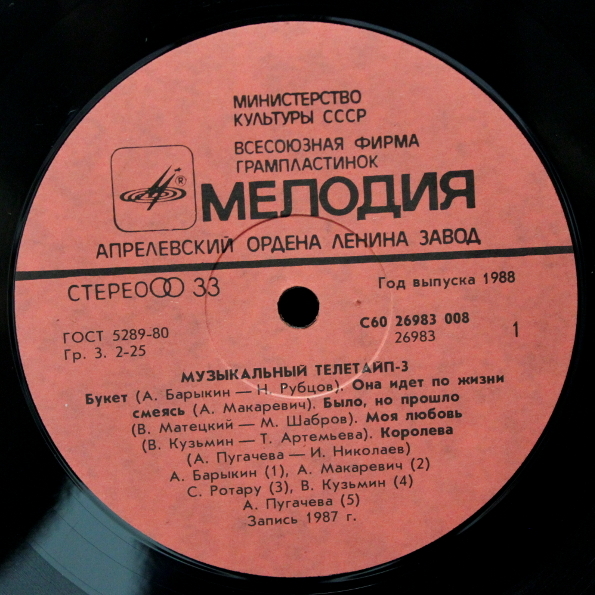 МИНИСТЕРСТВО
КУЛЬТУРЫ СССР
ВСЕСОЮЗНАЯ ФИРМА
ГРАМПЛАСТИНОК
® МЕЛОДИЯ
АПРЕЛЕВСКИЙ ОРДЕНА ЛЕНИНА ЗАВОД
СТЕРЕО 33
Год выпуска 1988
ГОСТ 5289-80
Гр. 3. 2-25
С60 26983 008
26983
1
МУЗЫКАЛЬНЫЙ ТЕЛЕТАЙП-3
Букет (А. Барыкин — Н. Рубцов). Она идет по жизни
смеясь (А. Макаревич). Было, но прошло
(В. Матецкий — М. Шабров). Моя любовь
(В. Кузьмин — Т. Артемьева). Королева
(А. Пугачева — И. Николаев)
А. Барыкин (1), А. Макаревич (2)
С. Ротару (3), В. Кузьмин (4)
А. Пугачева (5)
Запись 1987 г.